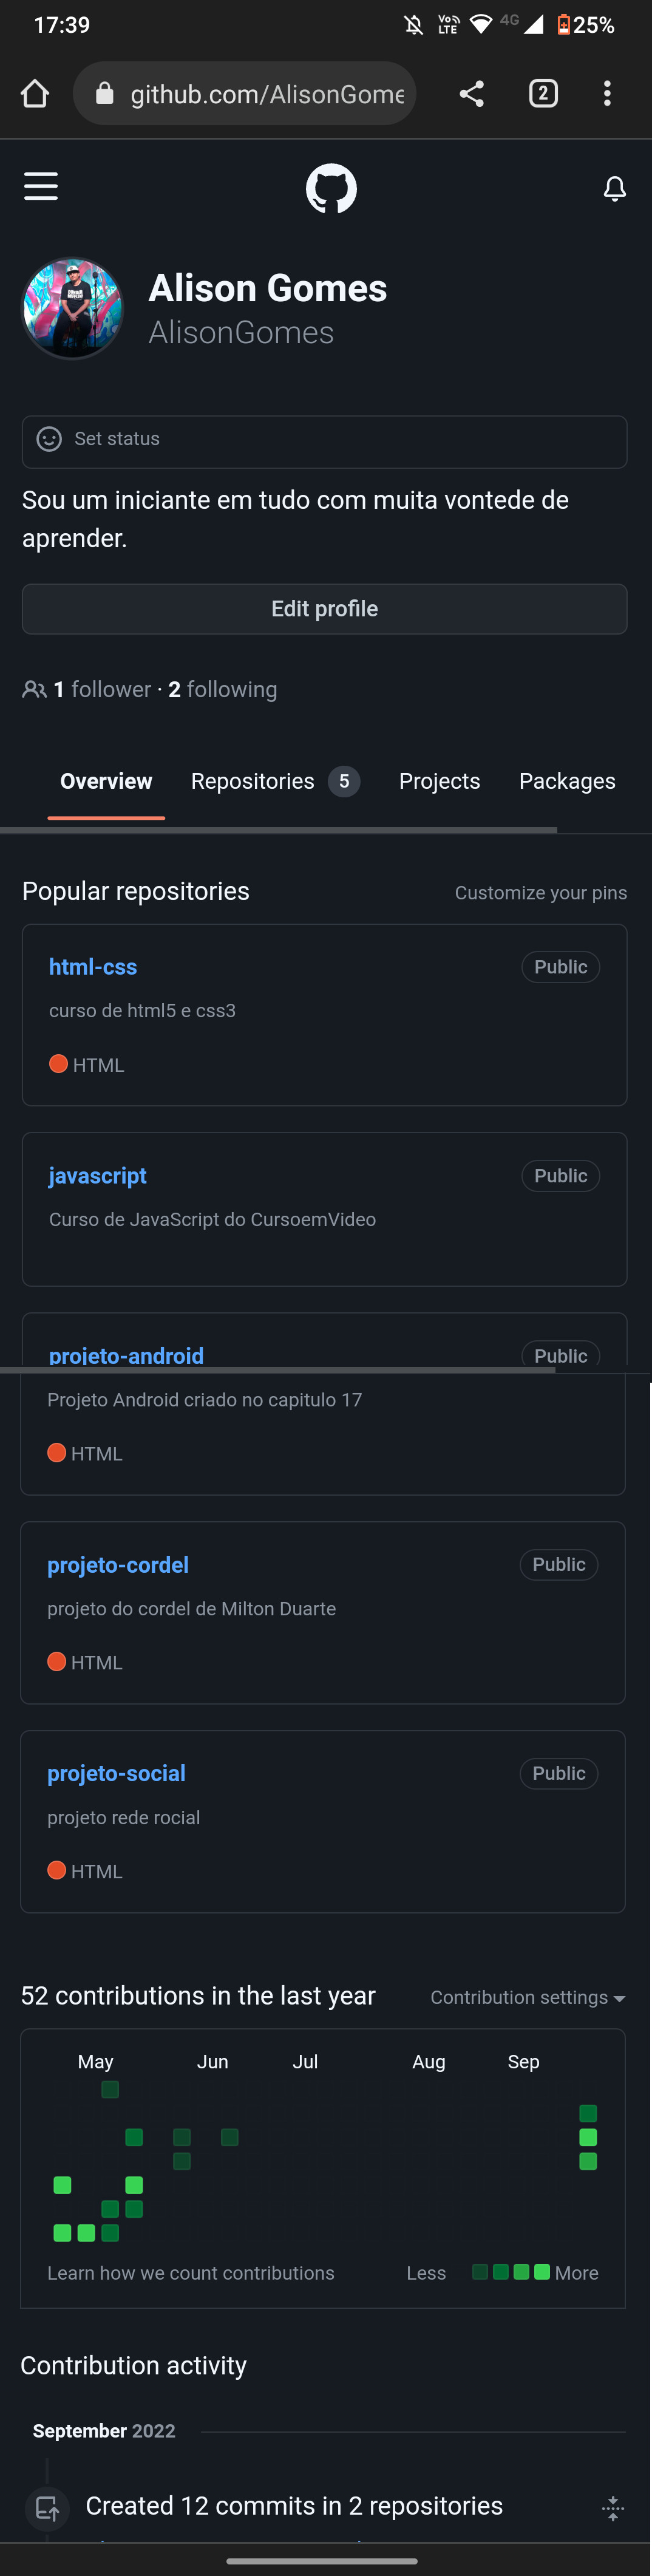 17:39
Vo LTE
4G
25%
github.com/AlisonGome
2
Alison Gomes
AlisonGomes
Set status
Sou um iniciante em tudo com muita vontede de
aprender.
Edit profile
1 follower · 2 following
Overview Repositories 5 Projects Packages
Popular repositories Customize your pins
html-css Public
curso de html5 e css3
HTML
javascript Public
Curso de JavaScript do CursoemVideo
projeto-android Public
Projeto Android criado no capitulo 17
HTML
projeto-cordel Public
projeto do cordel de Milton Duarte
HTML
projeto-social Public
projeto rede rocial
HTML
52 contributions in the last year Contribution settings
May Jun Jul Aug Sep
Learn how we count contributions Less More
Contribution activity
September 2022
Created 12 commits in 2 repositories